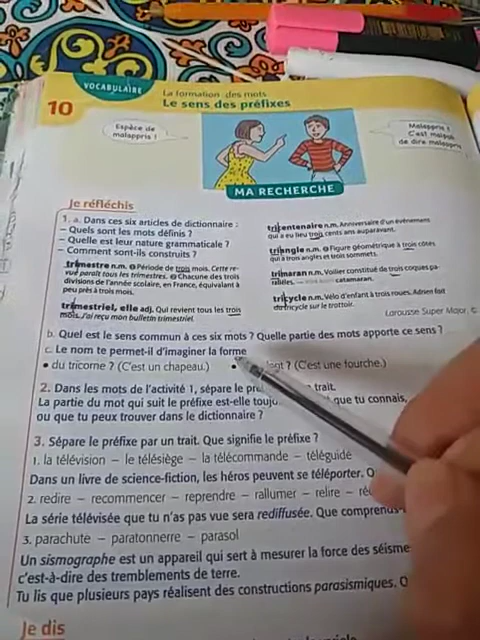 VOCABULAIRE
10
La formation des mots
Le sens des préfixes
Espèce de
malappris !
Malappris !
C'est
de dire
MA RECHERCHE
Je réfléchis
1. a. Dans ces six articles de dictionnaire :
– Quels sont les mots définis ?
– Quelle est leur nature grammaticale ?
– Comment sont-ils construits ?
trimestre n.m. Période de trois mois. Cette re-
vue paraît tous les trimestres. Chacune des trois
divisions de l'année scolaire, en France, équivalant à
peu près à trois mois.
trimestriel, elle adj. Qui revient tous les trois
mois. J'ai reçu mon bulletin trimestriel.
tricentenaire n.m. Anniversaire d'un événement
qui a eu lieu trois cents ans auparavant.
triangle n.m. Figure géométrique à trois côtés
qui a trois angles et trois sommets.
trimaran n.m. Voilier constitué de trois coques pa-
rallèles. catamaran.
tricycle n.m. Vélo d'enfant à trois roues. Adrien fait
du tricycle sur le trottoir.
Larousse Super Major, C
b. Quel est le sens commun à ces six mots ? Quelle partie des mots apporte ce sens ?
c. Le nom te permet-il d'imaginer la forme
• du tricorne ? (C'est un chapeau.) • ? (C'est une fourche.)
2. Dans les mots de l'activité 1, sépare le trait.
La partie du mot qui suit le préfixe est-elle que tu connais,
ou que tu peux trouver dans le dictionnaire ?
3. Sépare le préfixe par un trait. Que signifie le préfixe ?
1. la télévision – le télésiège – la télécommande – téléguidé
Dans un livre de science-fiction, les héros peuvent se téléporter.
2. redire – recommencer – reprendre – rallumer – relire –
La série télévisée que tu n'as pas vue sera rediffusée. Que
3. parachute – paratonnerre – parasol
Un sismographe est un appareil qui sert à mesurer la force des séisme
c'est-à-dire des tremblements de terre.
Tu lis que plusieurs pays réalisent des constructions parasismiques.
Je dis